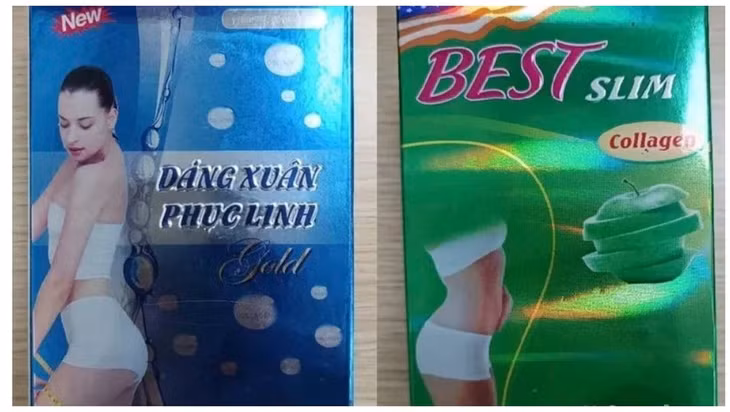 New
DÁNG XUÂN
PHỤC LINH
Gold
BEST SLIM
Collagen